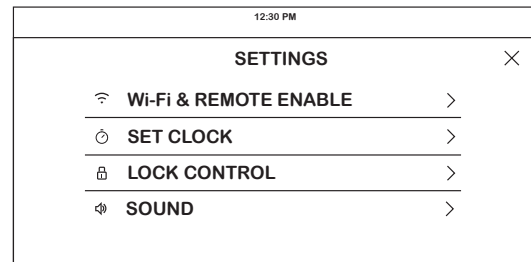 12:30 PM
SETTINGS
Wi-Fi & REMOTE ENABLE
SET CLOCK
LOCK CONTROL
SOUND